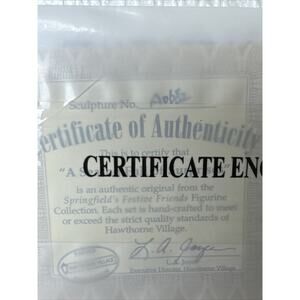 Sculpture No. A0682
Certificate of Authenticity
This is to certify that
"A S
CERTIFICATE EN
is an authentic original from the
Springfield's Festive Friends Figurine
Collection. Each set is hand-crafted to meet
or exceed the strict quality standards of
Hawthorne Village.
Executive Director, Hawthorne Village